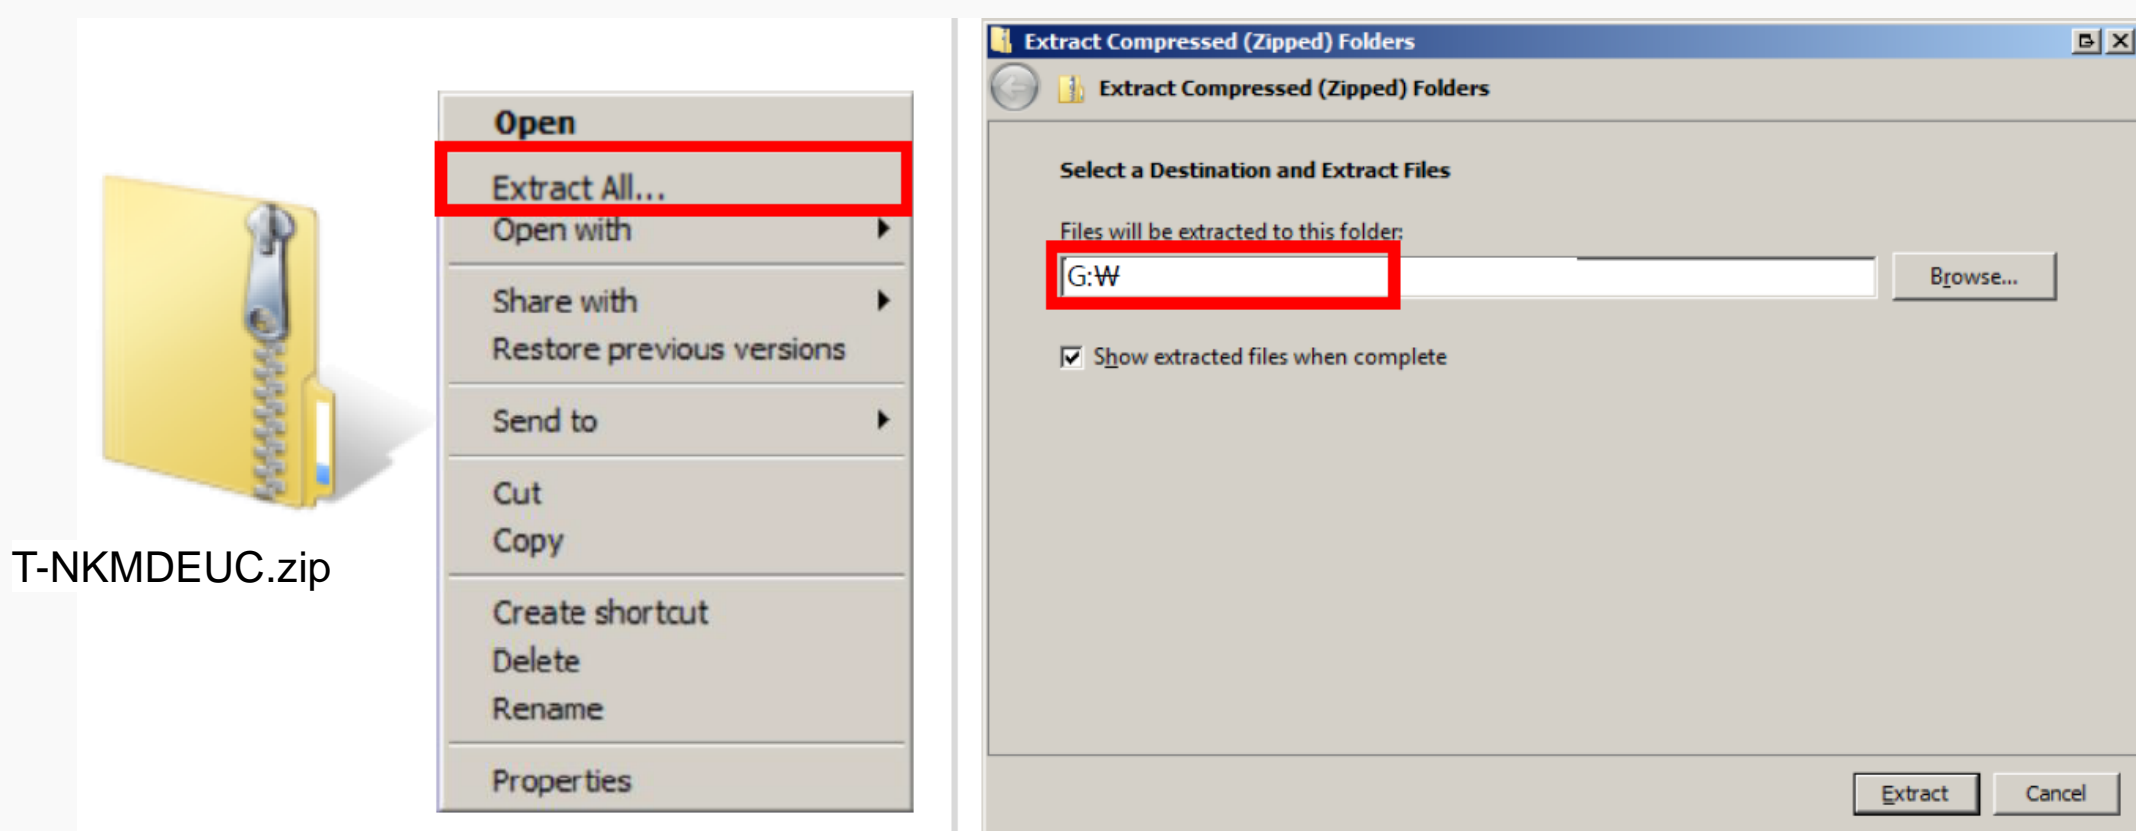 T-NKMDEUC.zip
Open
Extract All...
Open with
Share with
Restore previous versions
Send to
Cut
Copy
Create shortcut
Delete
Rename
Properties
Extract Compressed (Zipped) Folders
Extract Compressed (Zipped) Folders
Select a Destination and Extract Files
Files will be extracted to this folder:
G:₩
Browse...
Show extracted files when complete
Extract
Cancel